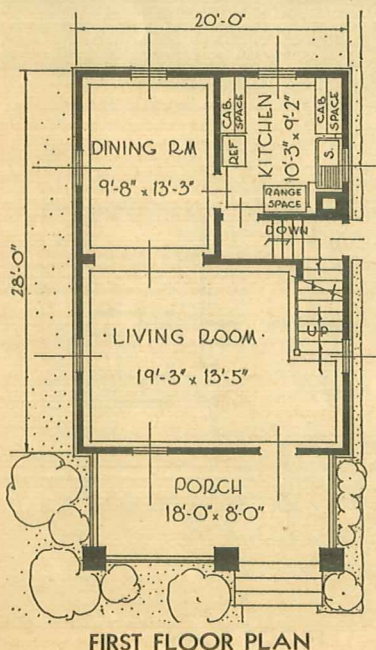 20'-0"
28'-0"
CAB.
SPACE
REF
KITCHEN
10'-3" x 9'-2"
CAB.
SPACE
S.
RANGE
SPACE
DINING RM
9'-8" x 13'-3"
DOWN
UP
· LIVING ROOM ·
19'-3" x 13'-5"
PORCH
18'-0" x 8'-0"
FIRST FLOOR PLAN